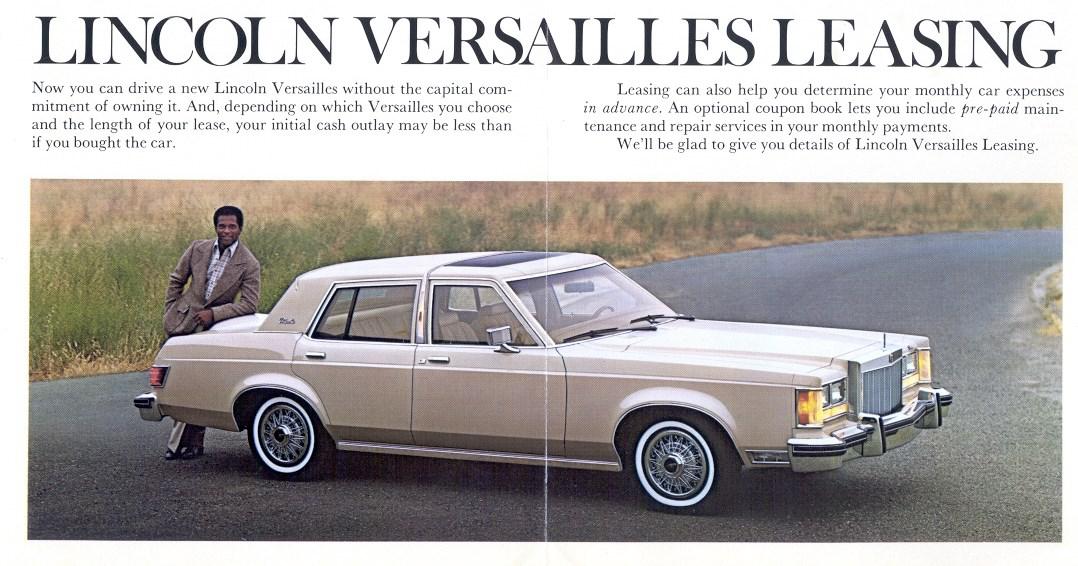 LINCOLN VERSAILLES LEASING
Now you can drive a new Lincoln Versailles without the capital com-
mitment of owning it. And, depending on which Versailles you choose
and the length of your lease, your initial cash outlay may be less than
if you bought the car.
Leasing can also help you determine your monthly car expenses
in advance. An optional coupon book lets you include pre-paid main-
tenance and repair services in your monthly payments.
We'll be glad to give you details of Lincoln Versailles Leasing.